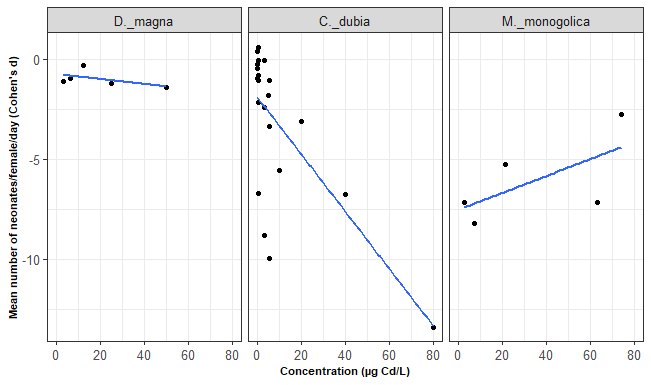 D._magna
C._dubia
M._monogolica
Mean number of neonates/female/day (Cohen's d)
0
-5
-10
0 20 40 60 80
0 20 40 60 80
0 20 40 60 80
Concentration (µg Cd/L)